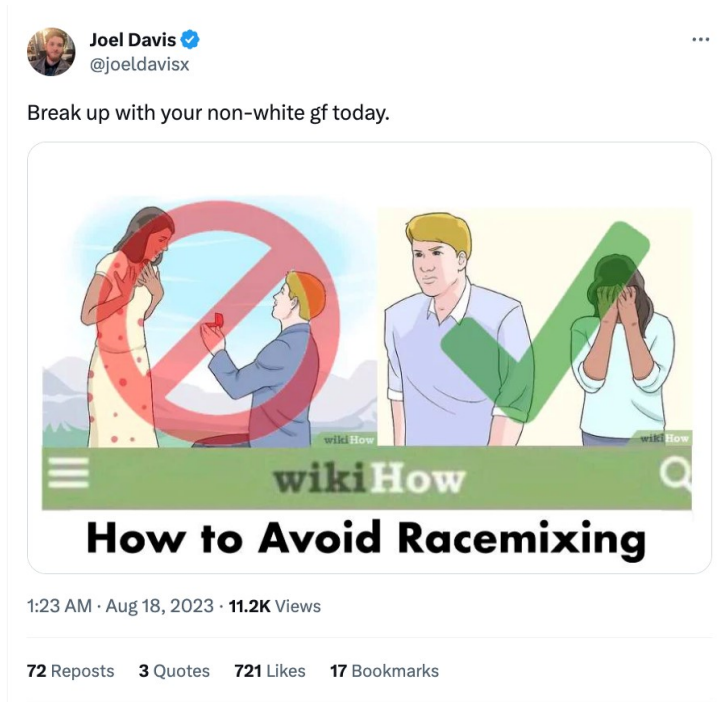 Joel Davis
@joeldavisx
Break up with your non-white gf today.
wikiHow
wikiHow
wikiHow
How to Avoid Racemixing
1:23 AM · Aug 18, 2023 · 11.2K Views
72 Reposts 3 Quotes 721 Likes 17 Bookmarks